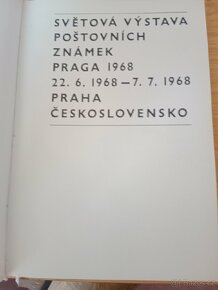 SVĚTOVÁ VÝSTAVA
POŠTOVNÍCH
ZNÁMEK
PRAGA 1968
22. 6. 1968 — 7. 7. 1968
PRAHA
ČESKOSLOVENSKO